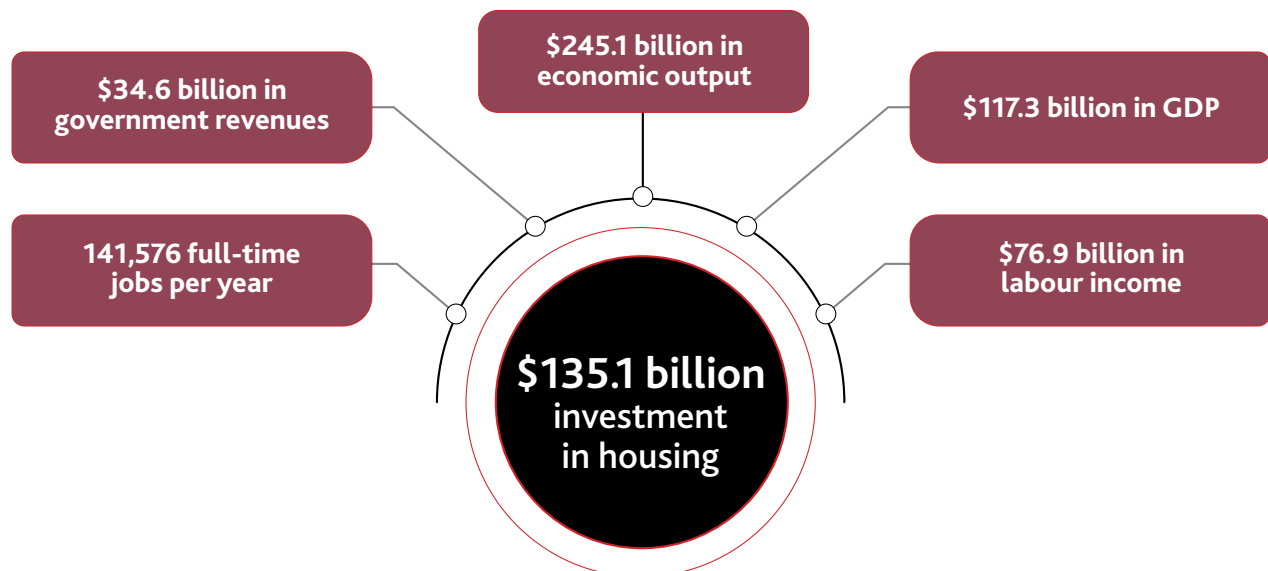 $245.1 billion in
economic output
$34.6 billion in
government revenues
$117.3 billion in GDP
141,576 full-time
jobs per year
$76.9 billion in
labour income
$135.1 billion
investment
in housing